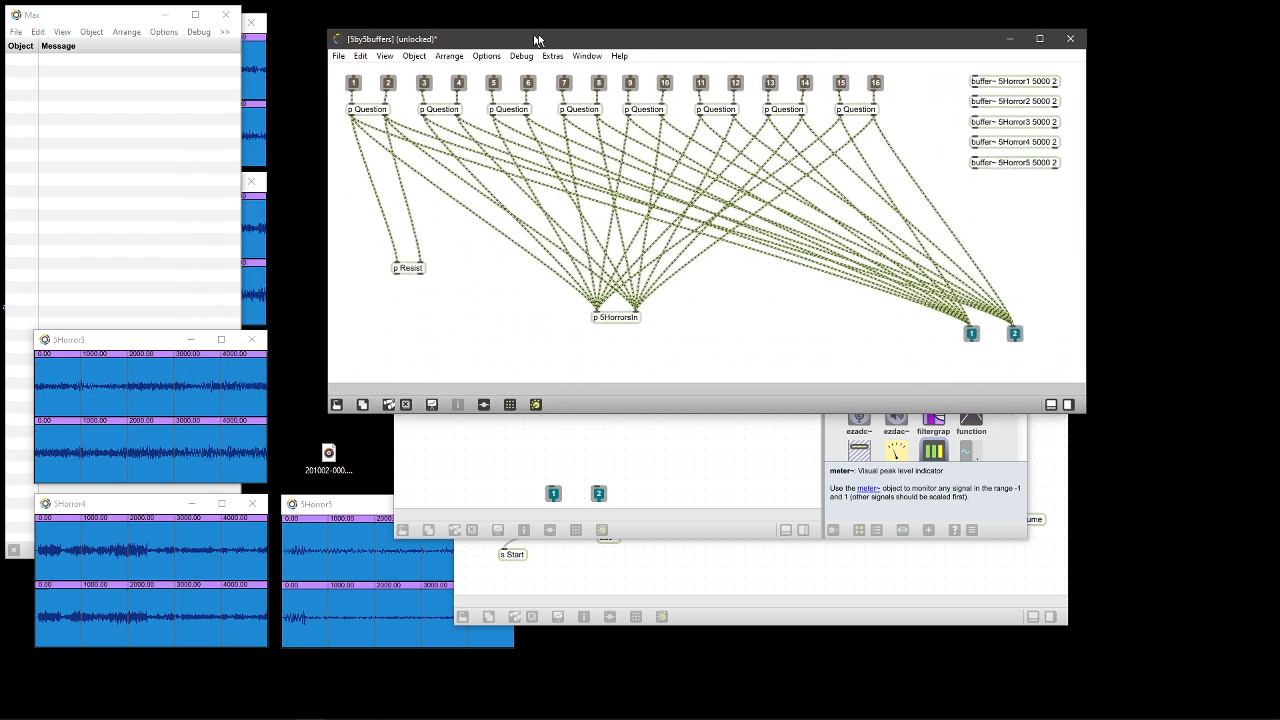 Max
File Edit View Object Arrange Options Debug >>
Object Message
[5by5buffers] (unlocked)*
File Edit View Object Arrange Options Debug Extras Window Help
1 2 3 4 5 6 7 8 9 10 11 12 13 14 15 16
p Question p Question p Question p Question p Question p Question p Question p Question
buffer~ 5Horror1 5000 2
buffer~ 5Horror2 5000 2
buffer~ 5Horror3 5000 2
buffer~ 5Horror4 5000 2
buffer~ 5Horror5 5000 2
p Resist
p 5HorrorsIn
1 2
5Horror3
0.00 1000.00 2000.00 3000.00 4000.00
0.00 1000.00 2000.00 3000.00 4000.00
201002-000....
ezadc~ ezdac~ filtergrap function
meter~: Visual peak level indicator
Use the meter~ object to monitor any signal in the range -1
and 1 (other signals should be scaled first).
1 2
ume
s Start
5Horror4
0.00 1000.00 2000.00 3000.00 4000.00
0.00 1000.00 2000.00 3000.00 4000.00
5Horror5
0.00 1000.00
0.00 1000.00 2000.00 3000.00